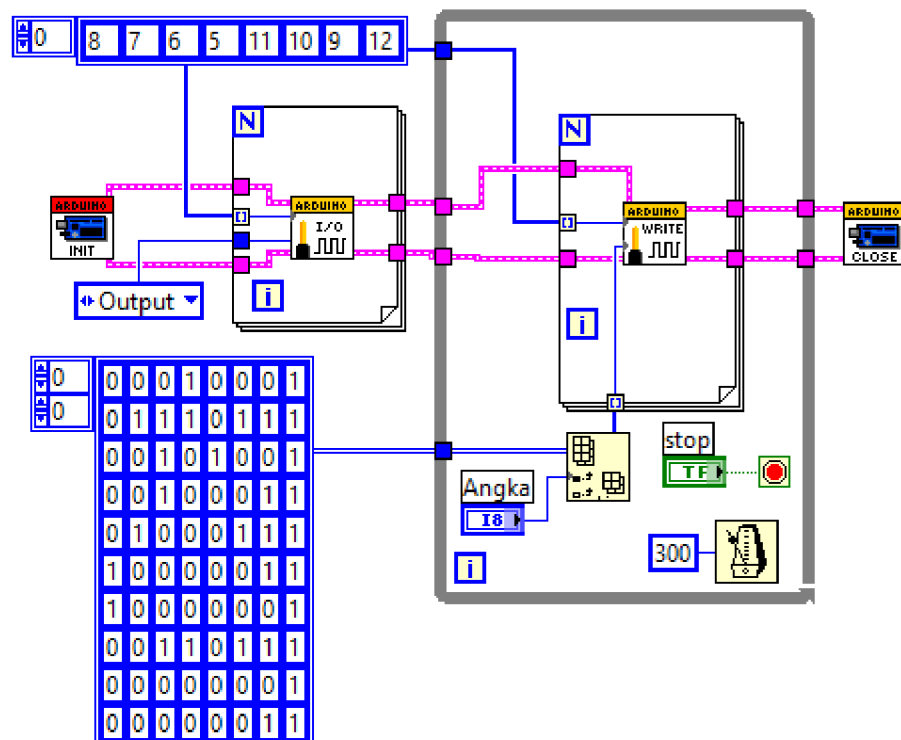 0 8 7 6 5 11 10 9 12
N
N
ARDUINO
INIT
[]
ARDUINO
I/O
[]
ARDUINO
WRITE
ARDUINO
CLOSE
Output
i
i
[]
0
0
0 0 0 1 0 0 0 1
0 1 1 1 0 1 1 1
0 0 1 0 1 0 0 1
0 0 1 0 0 0 1 1
0 1 0 0 0 1 1 1
1 0 0 0 0 0 1 1
1 0 0 0 0 0 0 1
0 0 1 1 0 1 1 1
0 0 0 0 0 0 0 1
0 0 0 0 0 0 1 1
Angka
I8
stop
TF
300
i